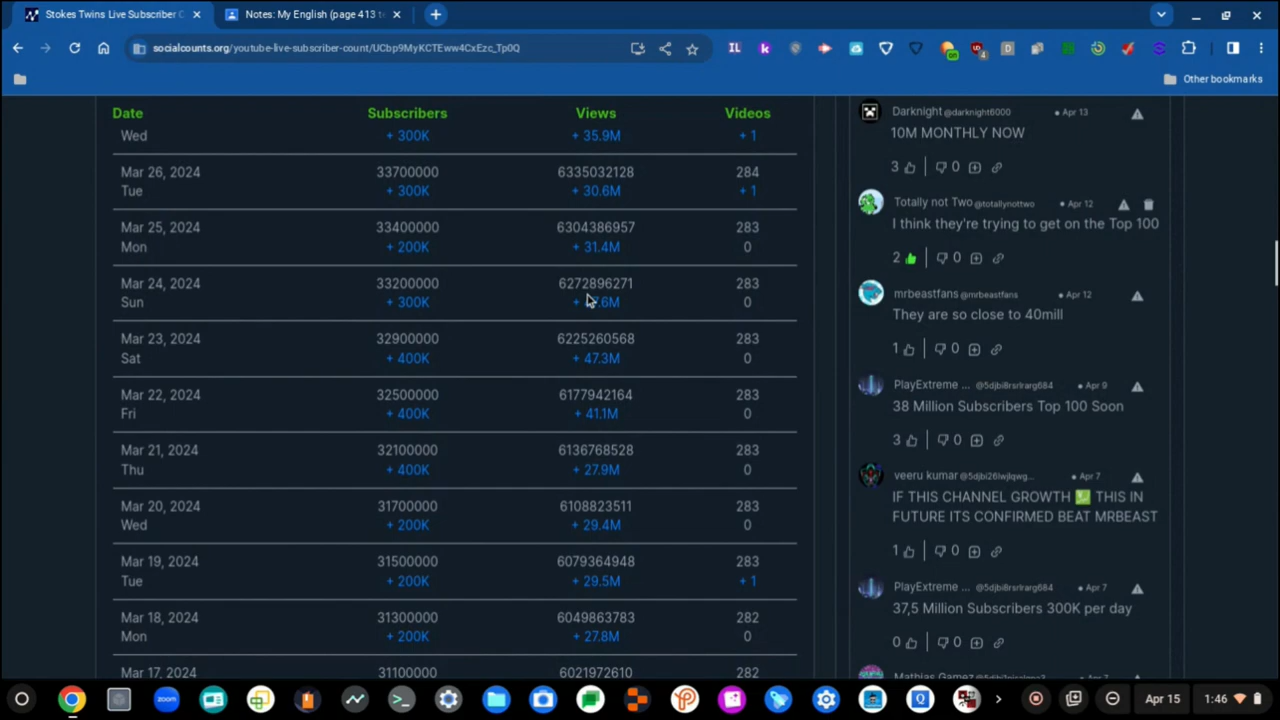 Stokes Twins Live Subscriber C
Notes: My English (page 413 t
socialcounts.org/youtube-live-subscriber-count/UCbp9MyKCTEww4CxEzc_Tp0Q
Other bookmarks
Date Subscribers Views Videos
Wed + 300K + 35.9M + 1
Mar 26, 2024 33700000 6335032128 284
Tue + 300K + 30.6M + 1
Mar 25, 2024 33400000 6304386957 283
Mon + 200K + 31.4M 0
Mar 24, 2024 33200000 6272896271 283
Sun + 300K 0
Mar 23, 2024 32900000 6225260568 283
Sat + 400K + 47.3M 0
Mar 22, 2024 32500000 6177942164 283
Fri + 400K + 41.1M 0
Mar 21, 2024 32100000 6136768528 283
Thu + 400K + 27.9M 0
Mar 20, 2024 31700000 6108823511 283
Wed + 200K + 29.4M 0
Mar 19, 2024 31500000 6079364948 283
Tue + 200K + 29.5M + 1
Mar 18, 2024 31300000 6049863783 282
Mon + 200K + 27.8M 0
Mar 17, 2024 31100000 6021972610 282
Darknight @darknight6000 • Apr 13
10M MONTHLY NOW
3 0
Totally not Two @totallynottwo • Apr 12
I think they're trying to get on the Top 100
2 0
mrbeastfans @mrbeastfans • Apr 12
They are so close to 40mill
1 0
PlayExtreme ... @5djbi8rsrlrarg684 • Apr 9
38 Million Subscribers Top 100 Soon
3 0
veeru kumar @5djbi26lwjlqwg... • Apr 7
IF THIS CHANNEL GROWTH 💹 THIS IN
FUTURE ITS CONFIRMED BEAT MRBEAST
1 0
PlayExtreme ... @5djbi8rsrlrarg684 • Apr 7
37,5 Million Subscribers 300K per day
0 0
Mathias Gamez
Apr 15 1:46